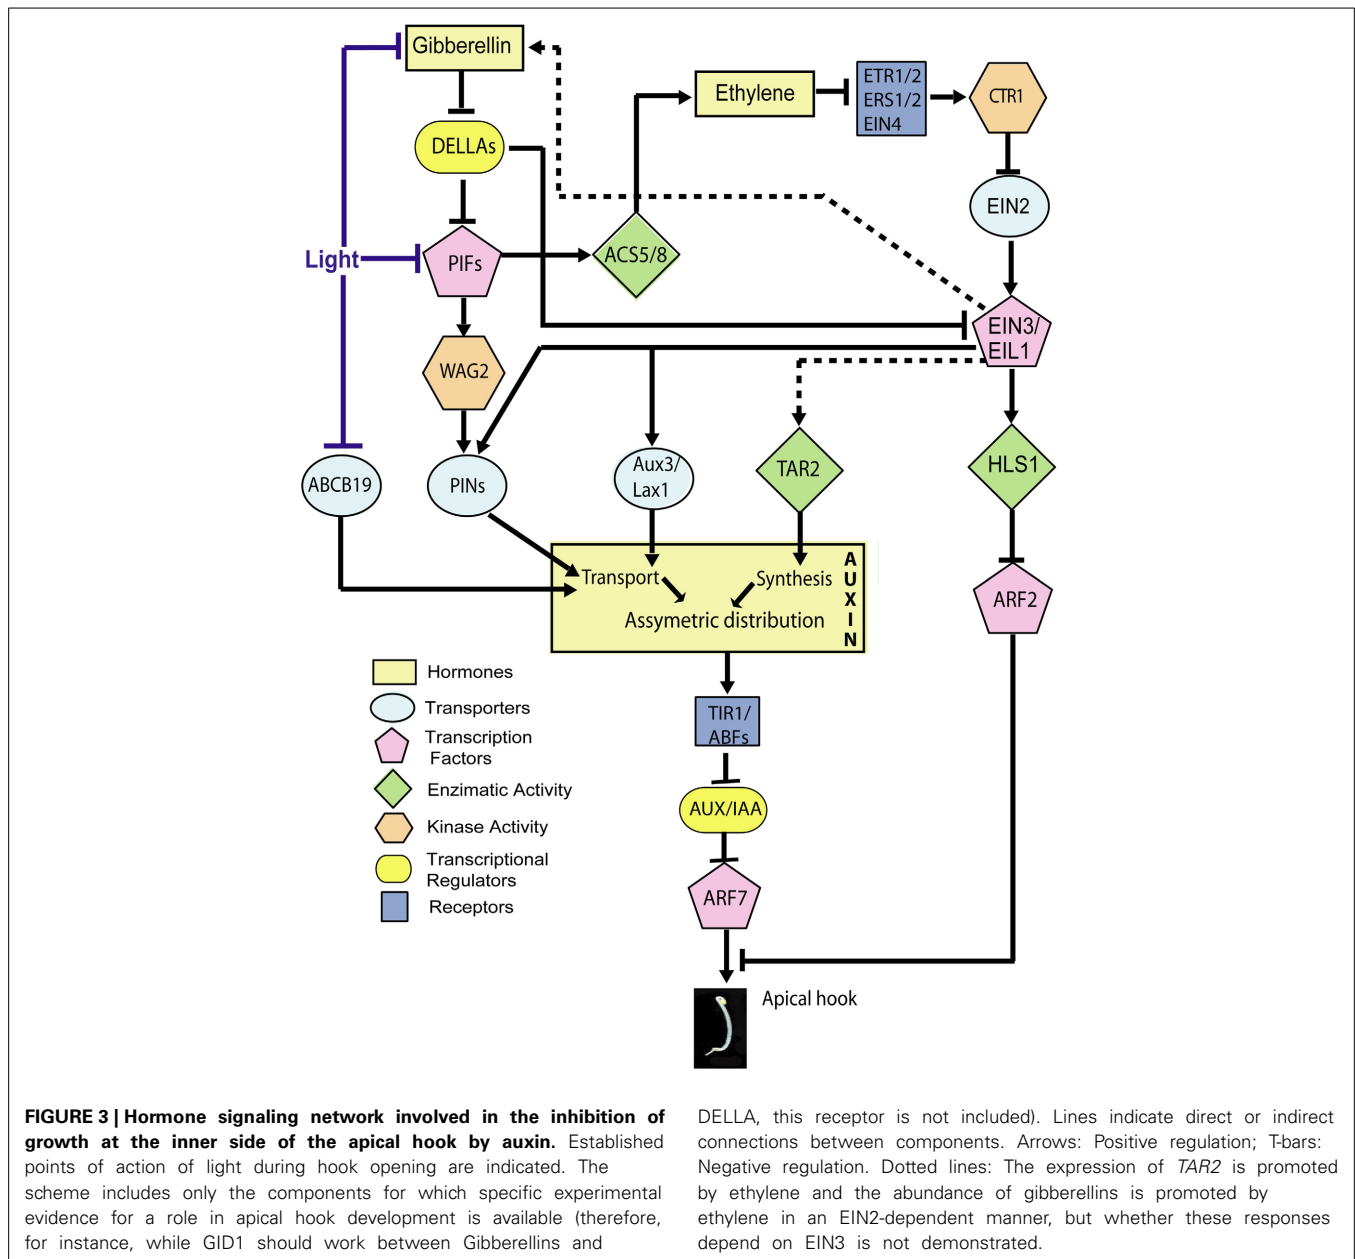 Gibberellin
Ethylene
ETR1/2
ERS1/2
EIN4
CTR1
DELLAs
EIN2
Light
PIFs
ACS5/8
EIN3/
EIL1
WAG2
ABCB19
PINs
Aux3/
Lax1
TAR2
HLS1
Transport
Synthesis
Assymetric distribution
AUXIN
ARF2
Hormones
Transporters
Transcription
Factors
Enzimatic Activity
Kinase Activity
Transcriptional
Regulators
Receptors
TIR1/
ABFs
AUX/IAA
ARF7
Apical hook
FIGURE 3 | Hormone signaling network involved in the inhibition of
growth at the inner side of the apical hook by auxin. Established
points of action of light during hook opening are indicated. The
scheme includes only the components for which specific experimental
evidence for a role in apical hook development is available (therefore,
for instance, while GID1 should work between Gibberellins and
DELLA, this receptor is not included). Lines indicate direct or indirect
connections between components. Arrows: Positive regulation; T-bars:
Negative regulation. Dotted lines: The expression of TAR2 is promoted
by ethylene and the abundance of gibberellins is promoted by
ethylene in an EIN2-dependent manner, but whether these responses
depend on EIN3 is not demonstrated.